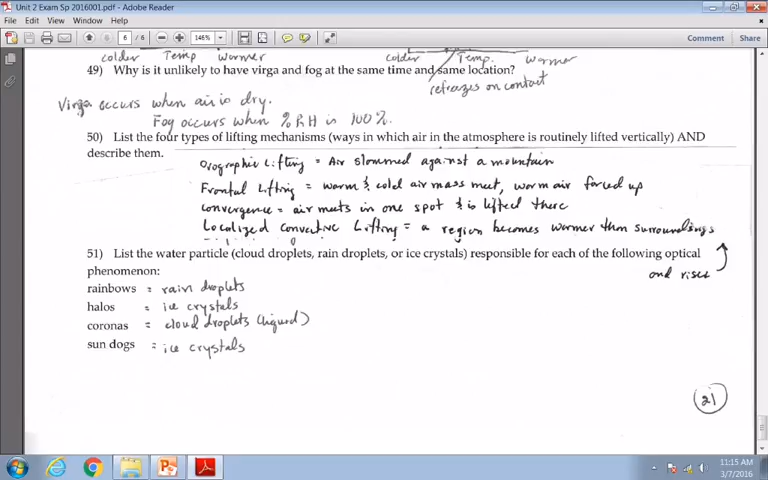 Unit 2 Exam Sp 2016001.pdf - Adobe Reader
File Edit View Window Help
6 / 6 146% Comment Share
colder Temp warmer colder Temp. warmer
49) Why is it unlikely to have virga and fog at the same time and same location?
refreezes on contact
Virga occurs when air is dry.
Fog occurs when % RH is 100%.
50) List the four types of lifting mechanisms (ways in which air in the atmosphere is routinely lifted vertically) AND
describe them.
Orographic Lifting = Air slammed against a mountain
Frontal Lifting = warm & cold air mass meet, warm air forced up
convergence = air meets in one spot & is lifted there
Localized convective Lifting = a region becomes warmer than surroundings
and rises
51) List the water particle (cloud droplets, rain droplets, or ice crystals) responsible for each of the following optical
phenomenon:
rainbows = rain droplets
halos = ice crystals
coronas = cloud droplets (liquid)
sun dogs = ice crystals
21
11:15 AM
3/7/2016